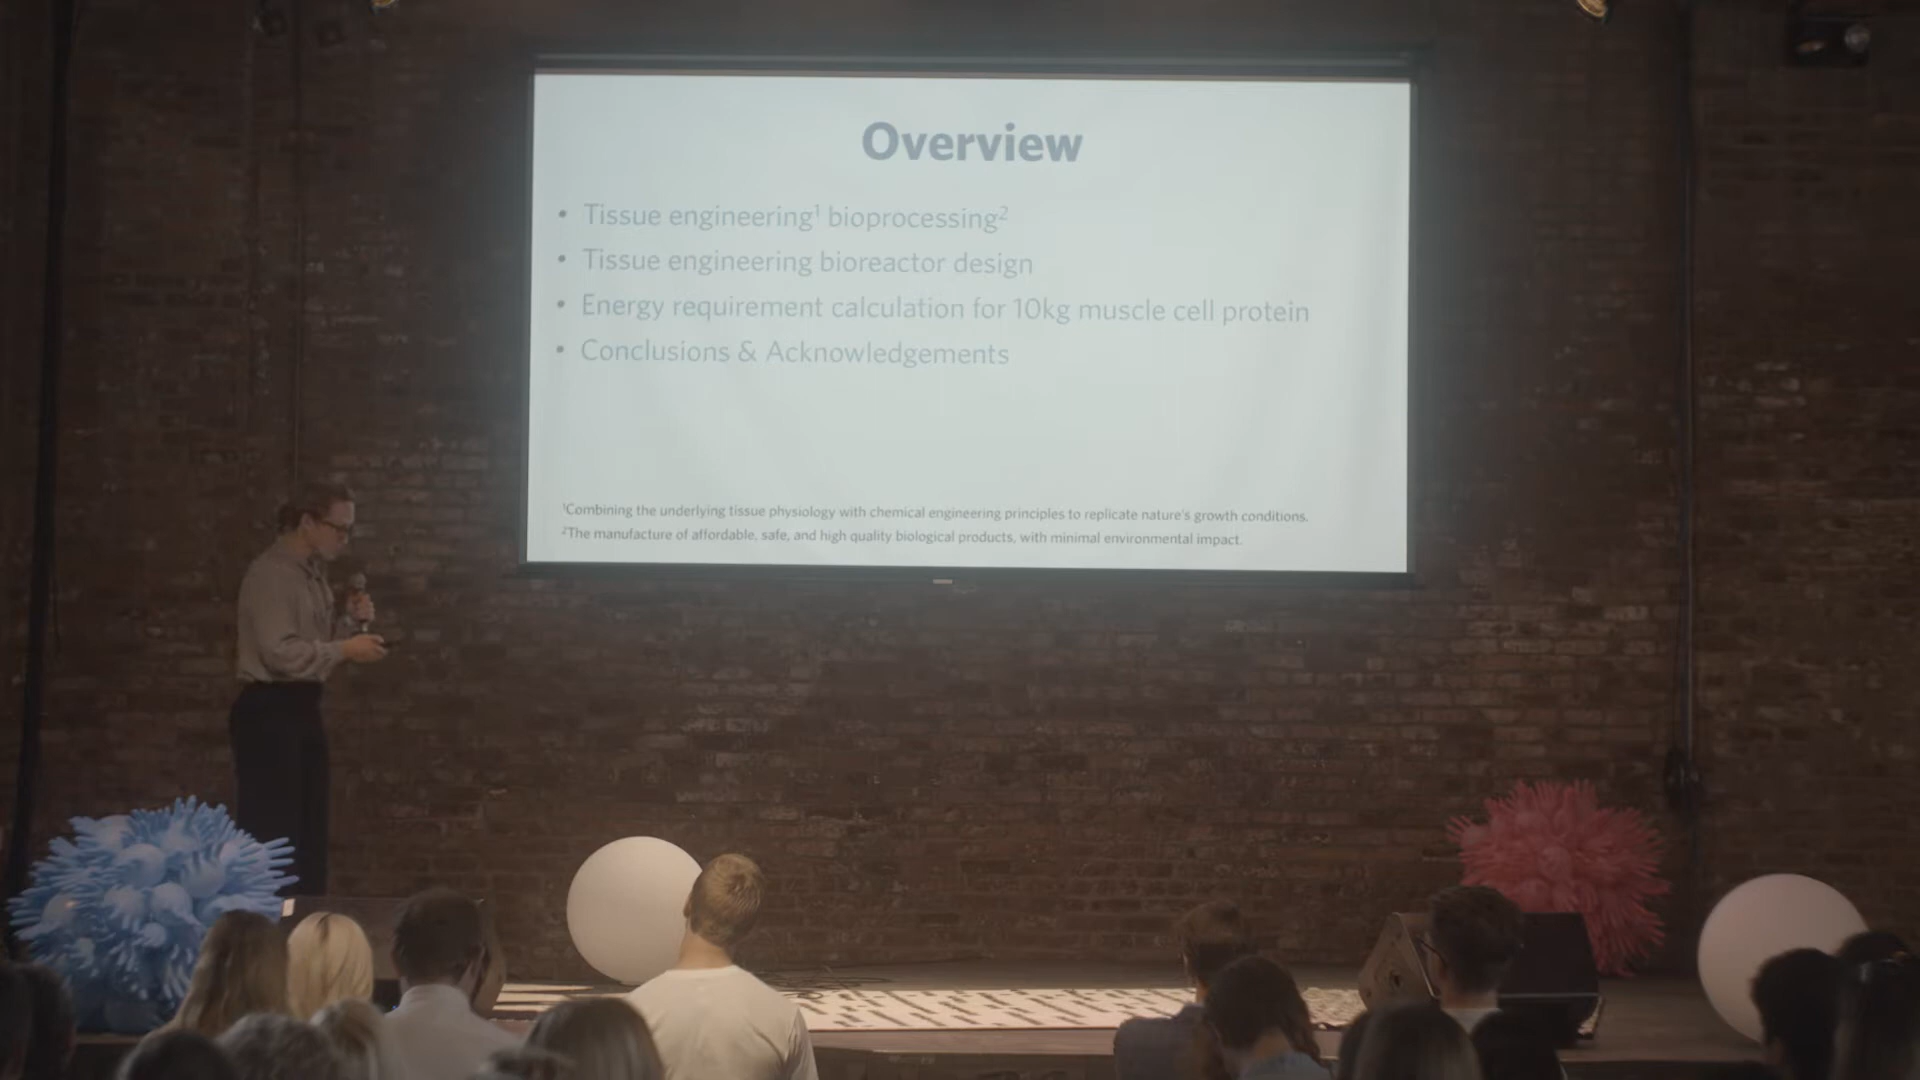 Overview
• Tissue engineering¹ bioprocessing²
• Tissue engineering bioreactor design
• Energy requirement calculation for 10kg muscle cell protein
• Conclusions & Acknowledgements
¹Combining the underlying tissue physiology with chemical engineering principles to replicate nature's growth conditions.
²The manufacture of affordable, safe, and high quality biological products, with minimal environmental impact.